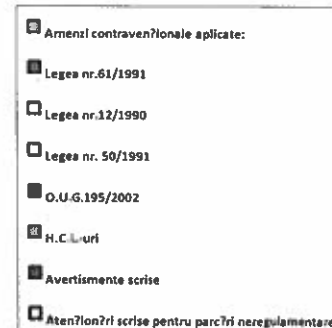 Amenzi contraven?ionale aplicate:
Legea nr.61/1991
Legea nr.12/1990
Legea nr. 50/1991
O.U.G.195/2002
H.C.L.-uri
Avertismente scrise
Aten?ion?ri scrise pentru parc?ri neregulamentare